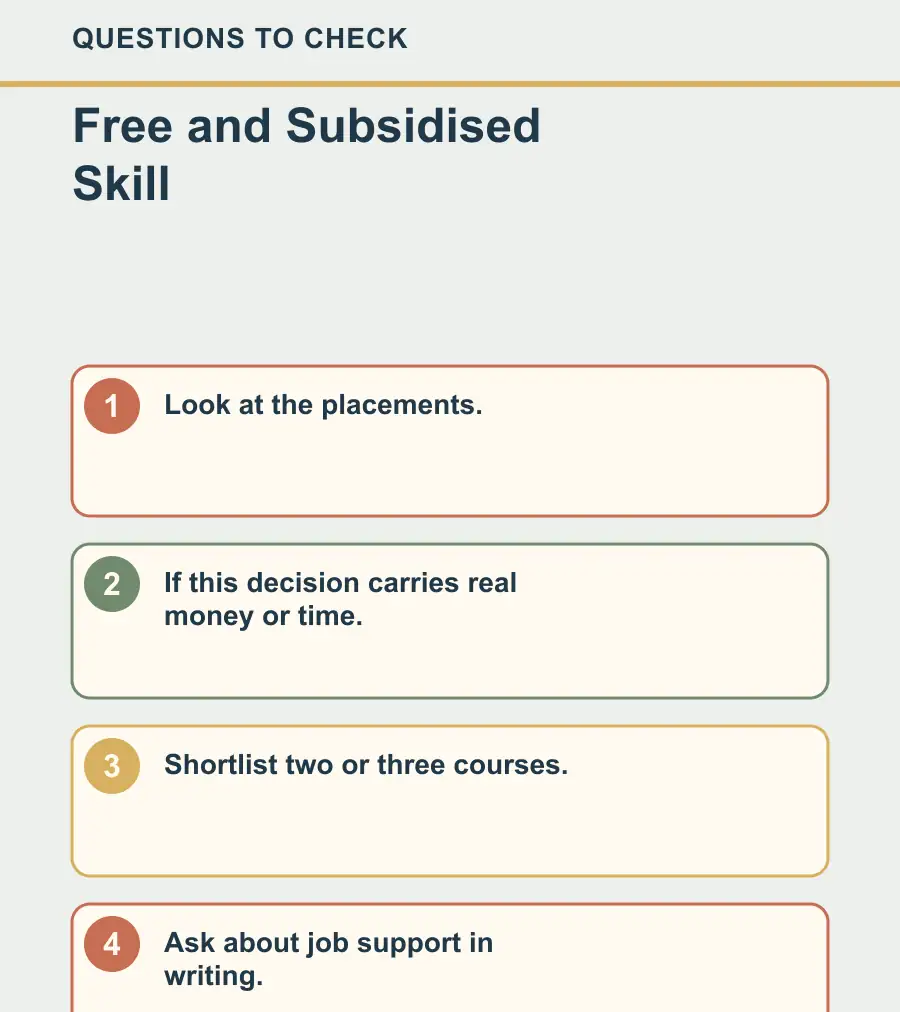 QUESTIONS TO CHECK
Free and Subsidised
Skill
1
Look at the placements.
2
If this decision carries real
money or time.
3
Shortlist two or three courses.
4
Ask about job support in
writing.